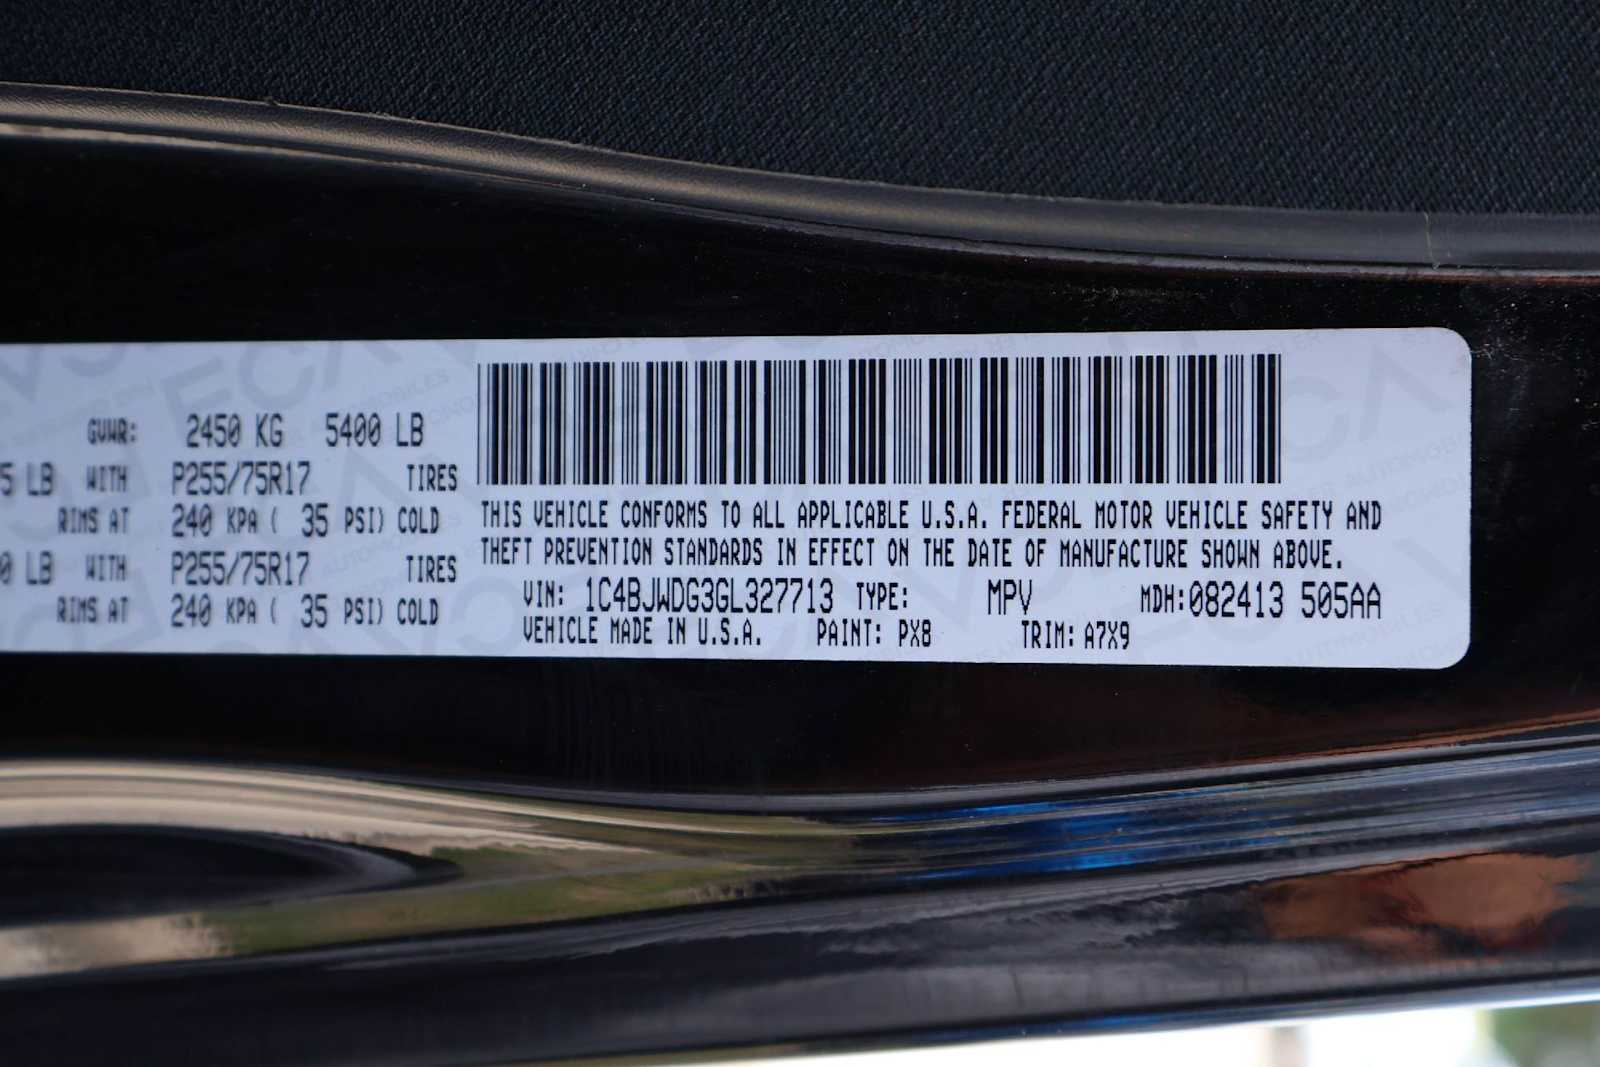 GVWR: 2450 KG 5400 LB
5 LB WITH P255/75R17 TIRES
RIMS AT 240 KPA ( 35 PSI) COLD
0 LB WITH P255/75R17 TIRES
RIMS AT 240 KPA ( 35 PSI) COLD
THIS VEHICLE CONFORMS TO ALL APPLICABLE U.S.A. FEDERAL MOTOR VEHICLE SAFETY AND
THEFT PREVENTION STANDARDS IN EFFECT ON THE DATE OF MANUFACTURE SHOWN ABOVE.
VIN: 1C4BJWDG3GL327713 TYPE: MPV MDH:082413 505AA
VEHICLE MADE IN U.S.A. PAINT: PX8 TRIM: A7X9